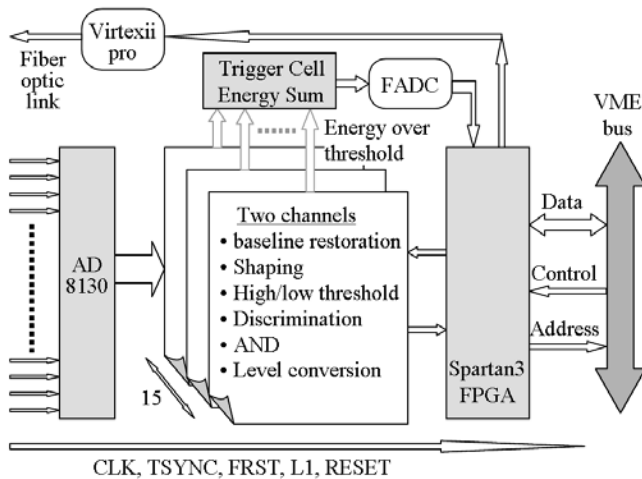 Virtexii
pro
Fiber
optic
link
Trigger Cell
Energy Sum
FADC
VME
bus
Energy over
threshold
AD
8130
Two channels
• baseline restoration
• Shaping
• High/low threshold
• Discrimination
• AND
• Level conversion
15
Spartan3
FPGA
Data
Control
Address
CLK, TSYNC, FRST, L1, RESET